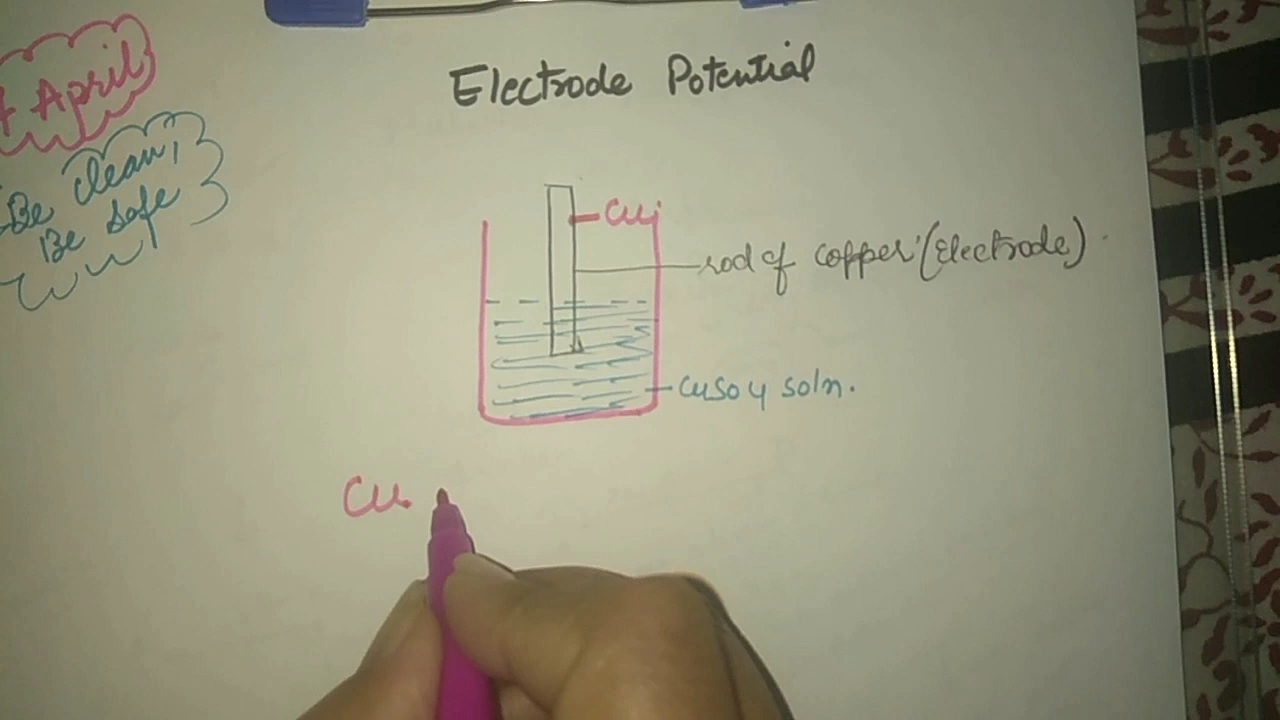 April
Be clean,
Be safe
Electrode Potential
Cu
rod of copper (Electrode)
CuSO4 soln.
Cu